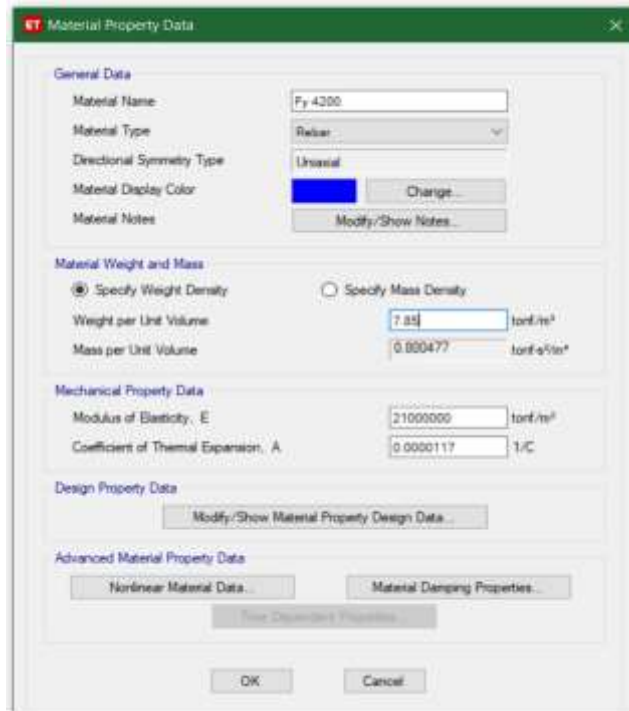 ET Material Property Data
General Data
Material Name Fy 4200
Material Type Rebar
Directional Symmetry Type Uniaxial
Material Display Color Change...
Material Notes Modify/Show Notes...
Material Weight and Mass
Specify Weight Density Specify Mass Density
Weight per Unit Volume 7.85 tonf/m³
Mass per Unit Volume 0.800477 tonf-s²/m⁴
Mechanical Property Data
Modulus of Elasticity, E 21000000 tonf/m²
Coefficient of Thermal Expansion, A 0.0000117 1/C
Design Property Data
Modify/Show Material Property Design Data...
Advanced Material Property Data
Nonlinear Material Data... Material Damping Properties...
Time Dependent Properties...
OK Cancel